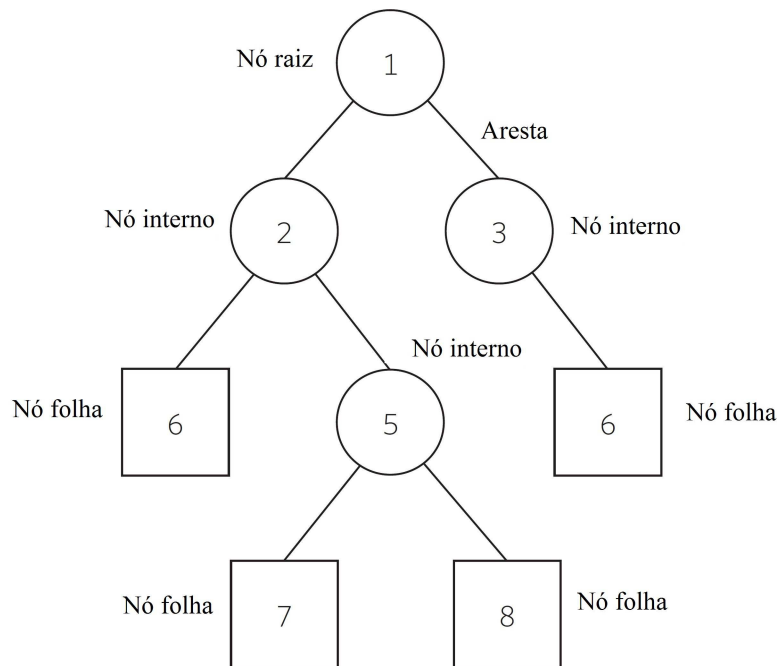 Nó raiz
1
Aresta
Nó interno
2
3
Nó interno
Nó interno
Nó folha
6
5
6
Nó folha
Nó folha
7
8
Nó folha